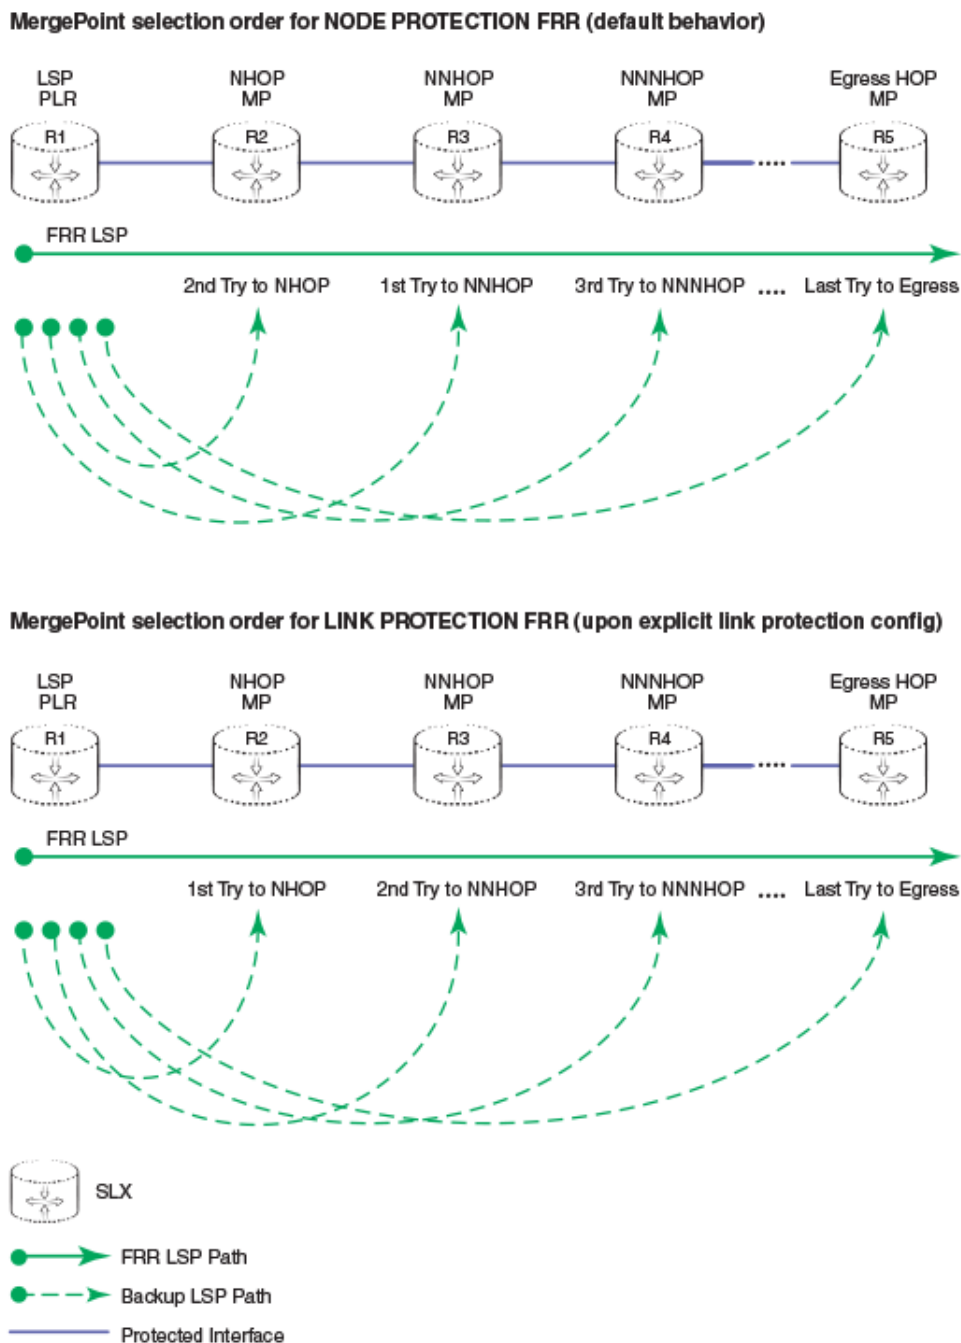 MergePoint selection order for NODE PROTECTION FRR (default behavior)
LSP PLR
NHOP MP
NNHOP MP
NNNHOP MP
Egress HOP MP
R1
R2
R3
R4
....
R5
FRR LSP
2nd Try to NHOP
1st Try to NNHOP
3rd Try to NNNHOP
....
Last Try to Egress
MergePoint selection order for LINK PROTECTION FRR (upon explicit link protection config)
LSP PLR
NHOP MP
NNHOP MP
NNNHOP MP
Egress HOP MP
R1
R2
R3
R4
....
R5
FRR LSP
1st Try to NHOP
2nd Try to NNHOP
3rd Try to NNNHOP
....
Last Try to Egress
SLX
FRR LSP Path
Backup LSP Path
Protected Interface